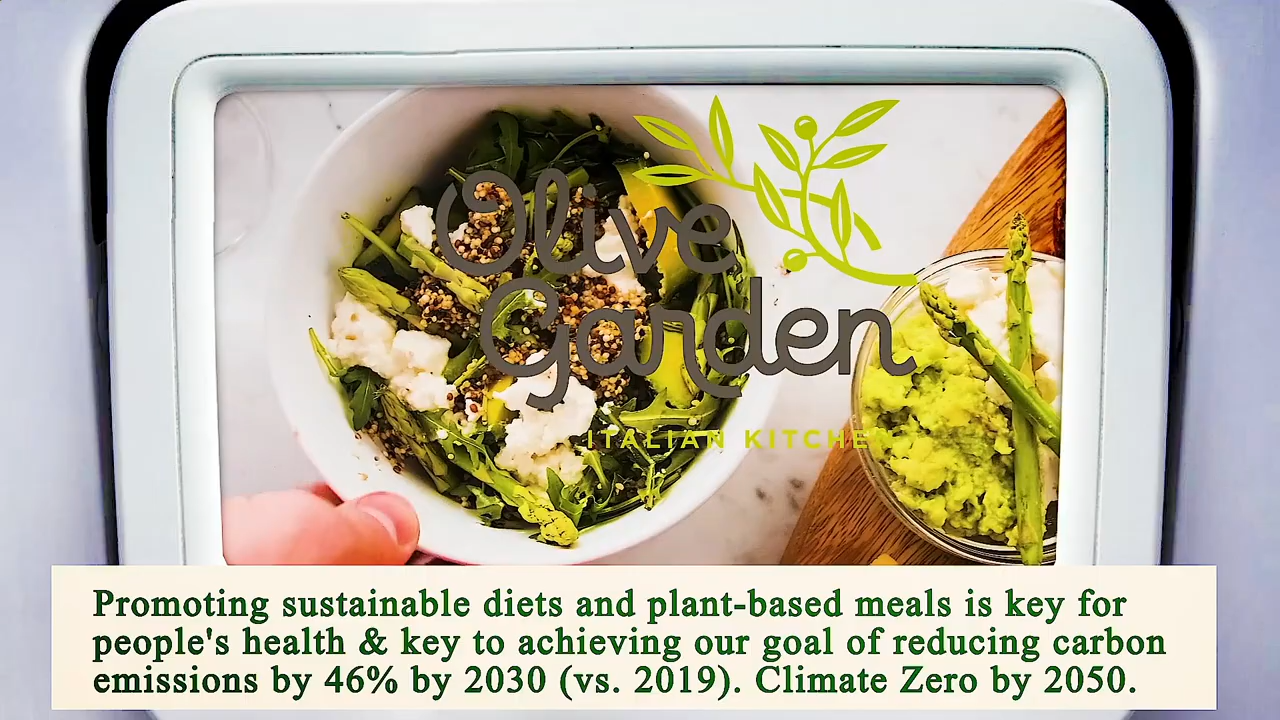 Olive
Garden
ITALIAN KITCHEN
Promoting sustainable diets and plant-based meals is key for
people's health & key to achieving our goal of reducing carbon
emissions by 46% by 2030 (vs. 2019). Climate Zero by 2050.